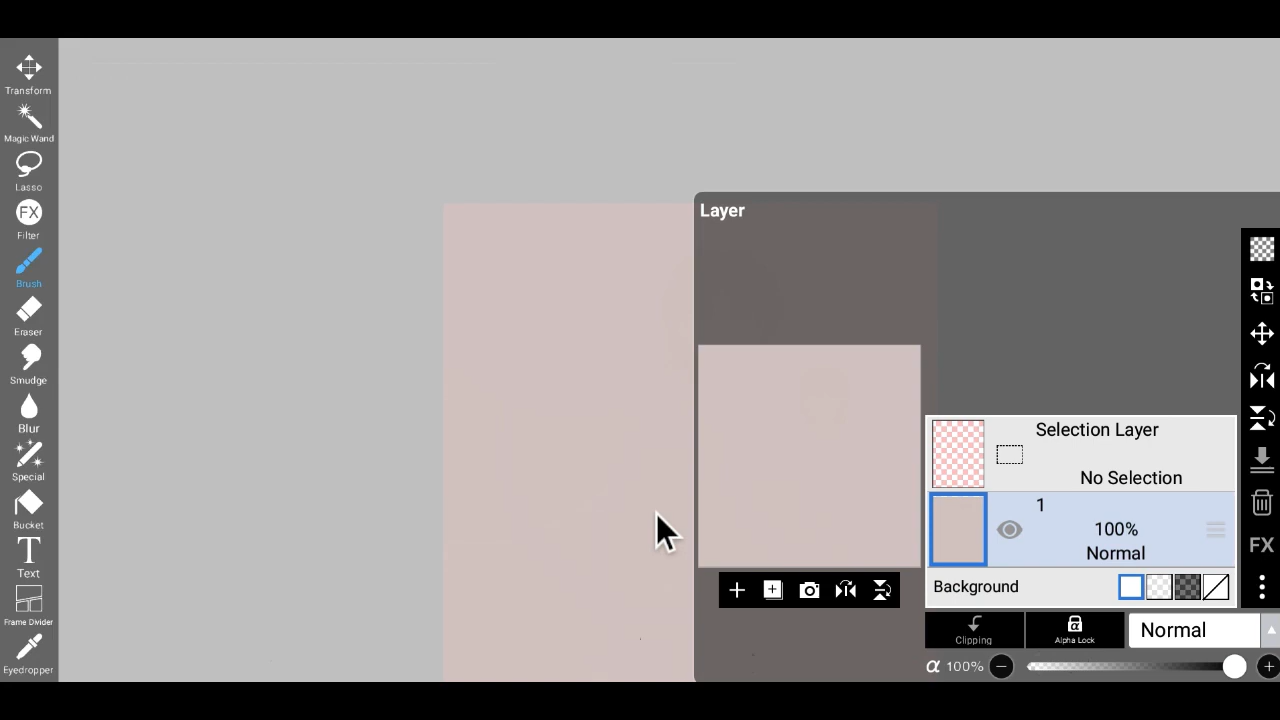 Transform
Magic Wand
Lasso
FX
Filter
Brush
Eraser
Smudge
Blur
Special
Bucket
T
Text
Frame Divider
Eyedropper
Layer
Selection Layer
No Selection
1
100%
Normal
Background
Clipping
α
Alpha Lock
Normal
α 100%
FX